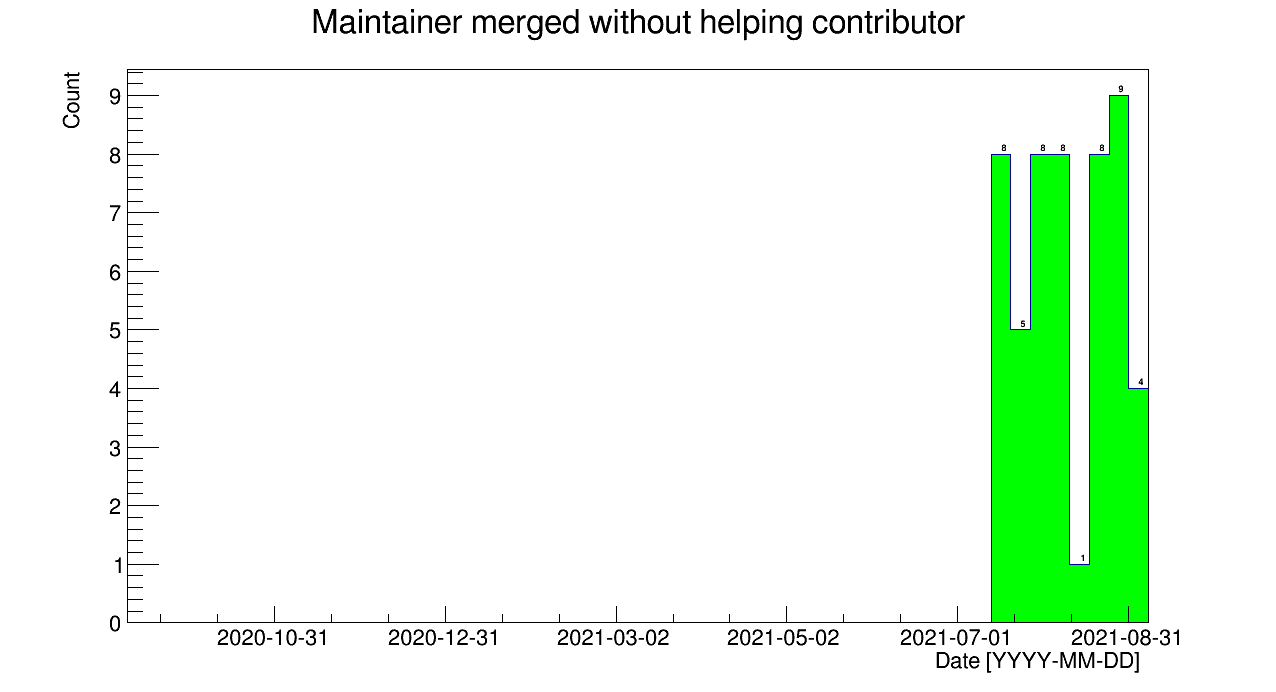 Maintainer merged without helping contributor
Count
9
8
7
6
5
4
3
2
1
0
8 5 8 8 1 8 9 4
2020-10-31 2020-12-31 2021-03-02 2021-05-02 2021-07-01 2021-08-31
Date [YYYY-MM-DD]